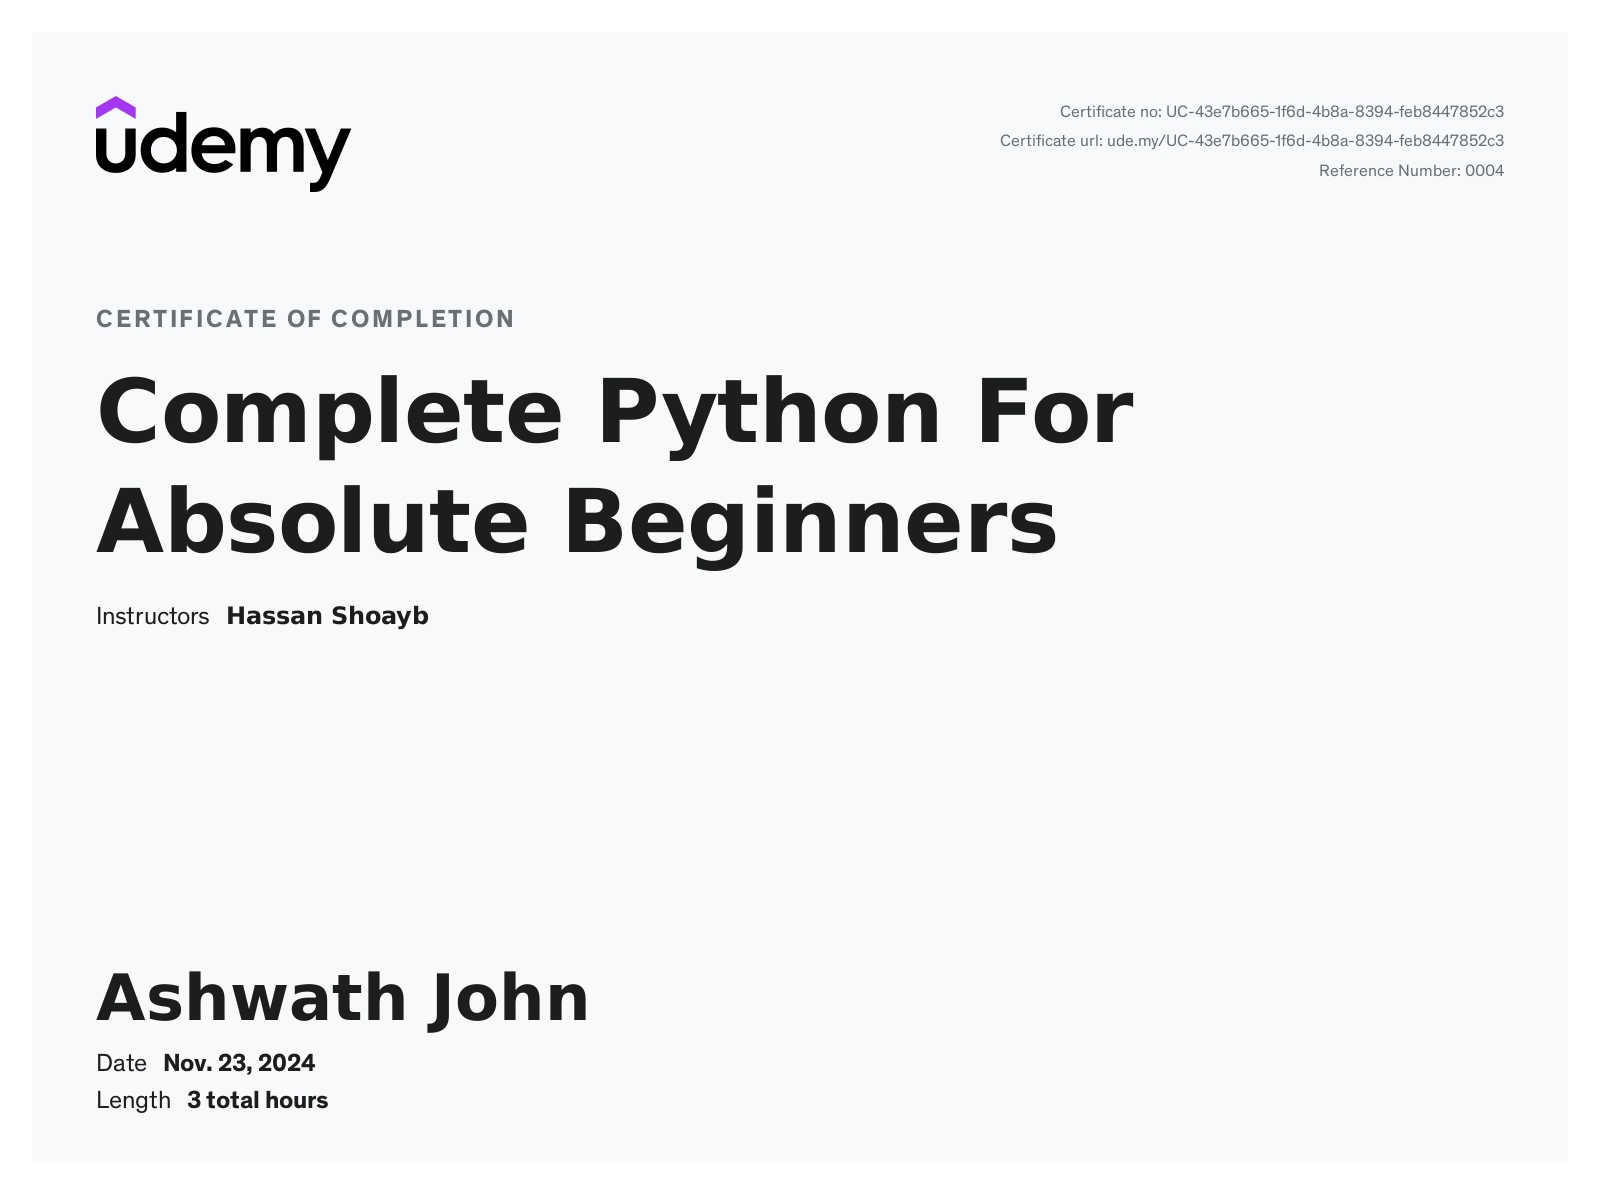 udemy
Certificate no: UC-43e7b665-1f6d-4b8a-8394-feb8447852c3
Certificate url: ude.my/UC-43e7b665-1f6d-4b8a-8394-feb8447852c3
Reference Number: 0004
CERTIFICATE OF COMPLETION
Complete Python For
Absolute Beginners
Instructors Hassan Shoayb
Ashwath John
Date Nov. 23, 2024
Length 3 total hours